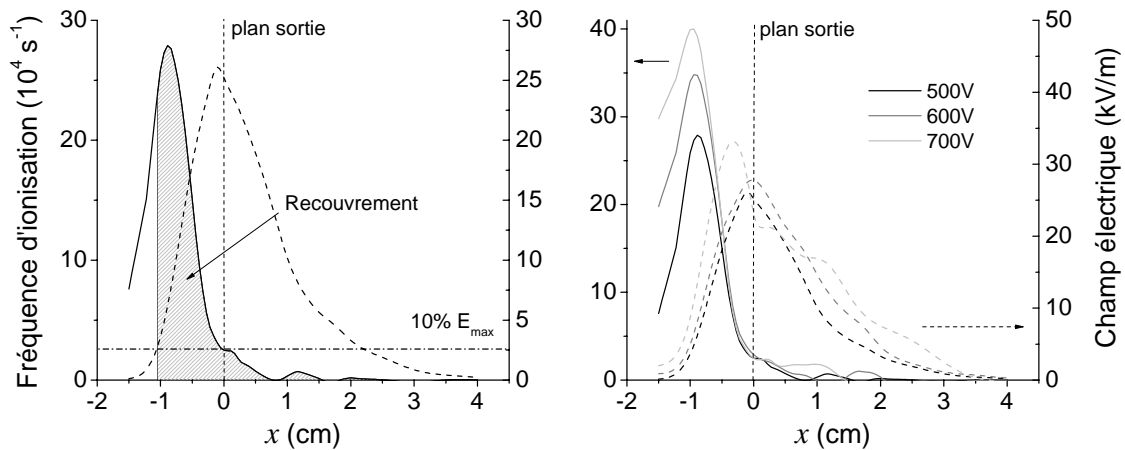 Fréquence d'ionisation (10⁴ s⁻¹)
30
20
10
0
plan sortie
Recouvrement
10% Eₘₐₓ
30
25
20
15
10
5
0
-2 -1 0 1 2 3 4
x (cm)
40
30
20
10
0
plan sortie
500V
600V
700V
50
40
30
20
10
0
Champ électrique (kV/m)
-2 -1 0 1 2 3 4
x (cm)